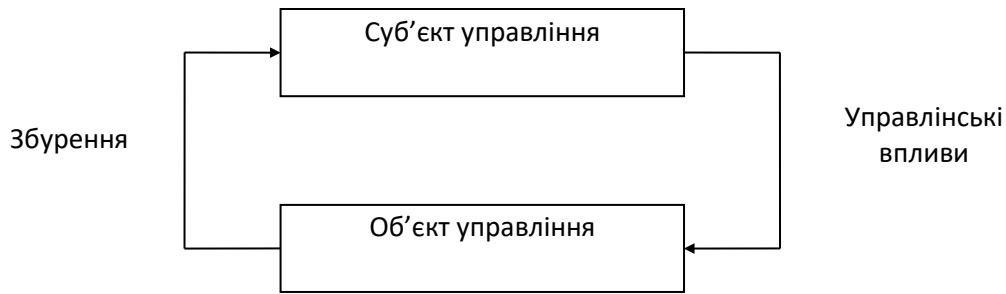 Суб’єкт управління
Збурення
Управлінські
впливи
Об’єкт управління